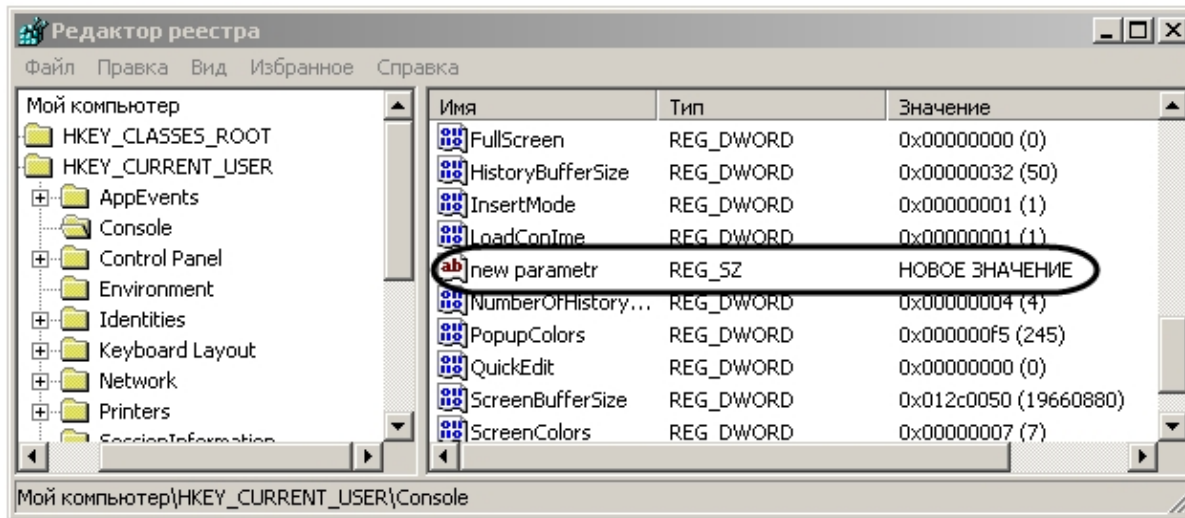 Редактор реестра
Файл Правка Вид Избранное Справка
Мой компьютер
HKEY_CLASSES_ROOT
HKEY_CURRENT_USER
AppEvents
Console
Control Panel
Environment
Identities
Keyboard Layout
Network
Printers
SessionInformation
Имя Тип Значение
FullScreen REG_DWORD 0x00000000 (0)
HistoryBufferSize REG_DWORD 0x00000032 (50)
InsertMode REG_DWORD 0x00000001 (1)
LoadConIme REG_DWORD 0x00000001 (1)
new parametr REG_SZ НОВОЕ ЗНАЧЕНИЕ
NumberOfHistory... REG_DWORD 0x00000004 (4)
PopupColors REG_DWORD 0x000000f5 (245)
QuickEdit REG_DWORD 0x00000000 (0)
ScreenBufferSize REG_DWORD 0x012c0050 (19660880)
ScreenColors REG_DWORD 0x00000007 (7)
Мой компьютер\HKEY_CURRENT_USER\Console